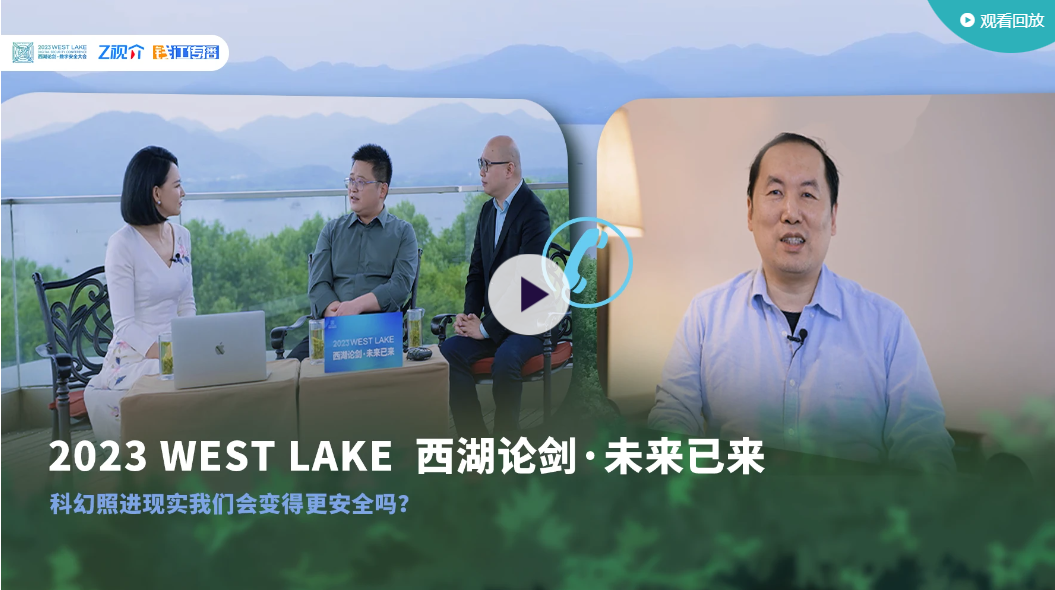 观看回放
2023 WEST LAKE
西湖论剑·数字安全大会
Z视介
钱江传播
2023 WEST LAKE
西湖论剑·未来已来
2023 WEST LAKE 西湖论剑·未来已来
科幻照进现实我们会变得更安全吗?